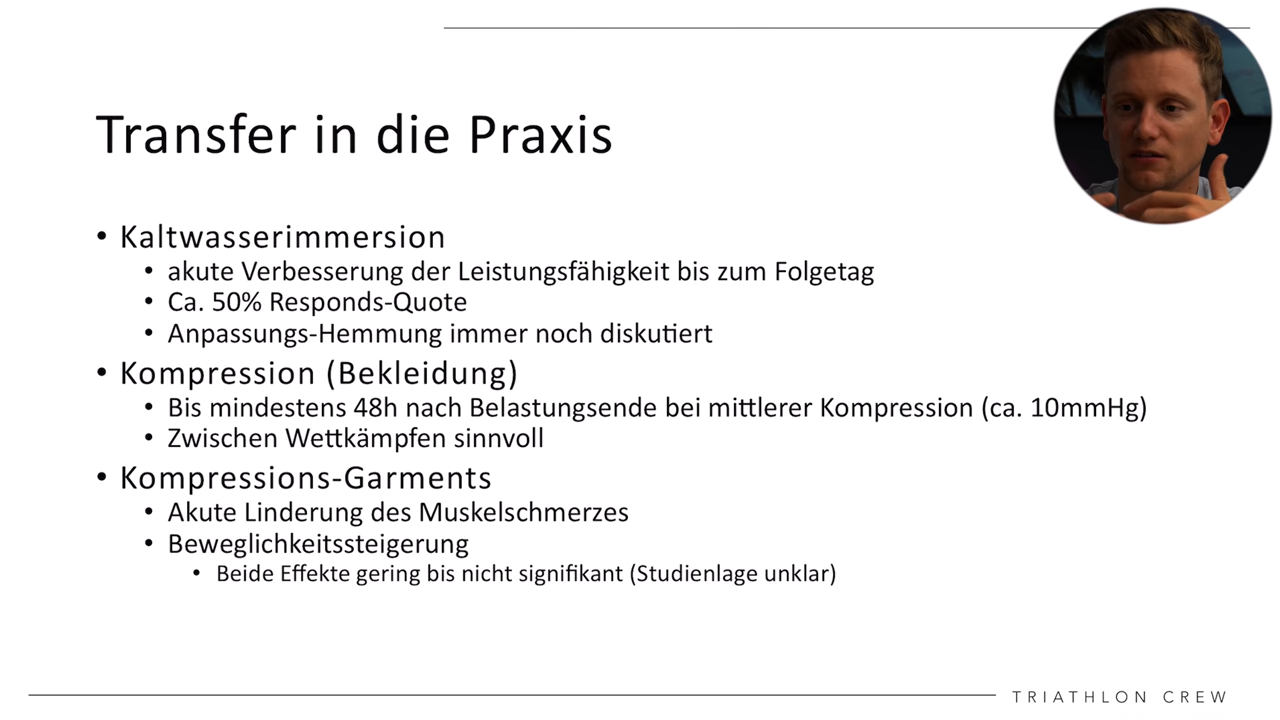 Transfer in die Praxis
• Kaltwasserimmersion
• akute Verbesserung der Leistungsfähigkeit bis zum Folgetag
• Ca. 50% Responds-Quote
• Anpassungs-Hemmung immer noch diskutiert
• Kompression (Bekleidung)
• Bis mindestens 48h nach Belastungsende bei mittlerer Kompression (ca. 10mmHg)
• Zwischen Wettkämpfen sinnvoll
• Kompressions-Garments
• Akute Linderung des Muskelschmerzes
• Beweglichkeitssteigerung
• Beide Effekte gering bis nicht signifikant (Studienlage unklar)
TRIATHLON CREW